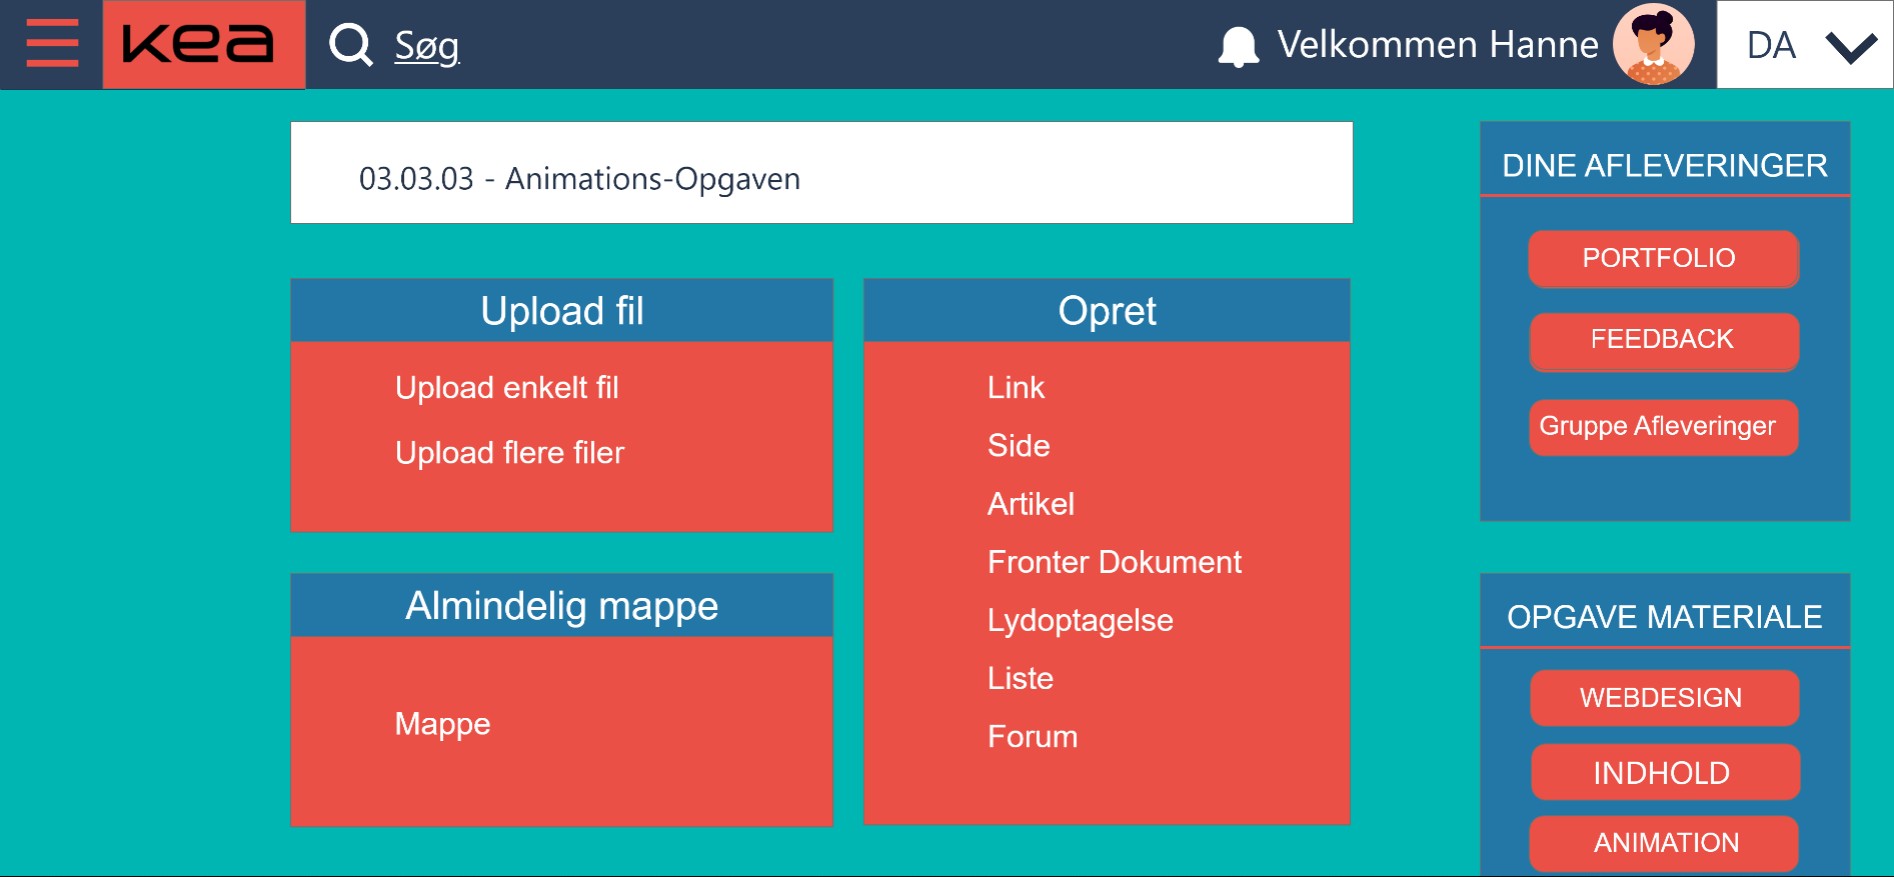 kea
Søg
Velkommen Hanne
DA
03.03.03 - Animations-Opgaven
Upload fil
Upload enkelt fil
Upload flere filer
Almindelig mappe
Mappe
Opret
Link
Side
Artikel
Fronter Dokument
Lydoptagelse
Liste
Forum
DINE AFLEVERINGER
PORTFOLIO
FEEDBACK
Gruppe Afleveringer
OPGAVE MATERIALE
WEBDESIGN
INDHOLD
ANIMATION